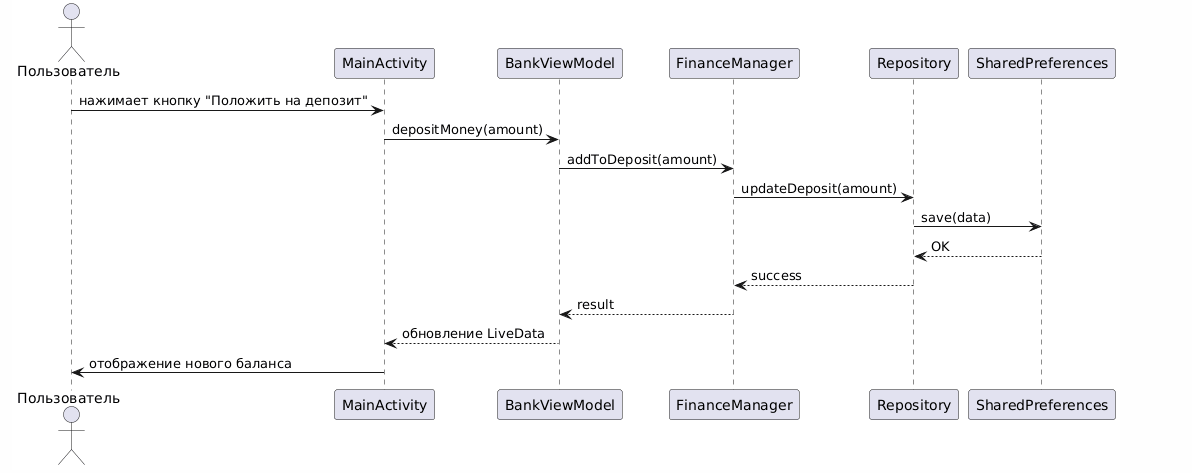 Пользователь
MainActivity
BankViewModel
FinanceManager
Repository
SharedPreferences
нажимает кнопку "Положить на депозит"
depositMoney(amount)
addToDeposit(amount)
updateDeposit(amount)
save(data)
OK
success
result
обновление LiveData
отображение нового баланса
Пользователь
MainActivity
BankViewModel
FinanceManager
Repository
SharedPreferences